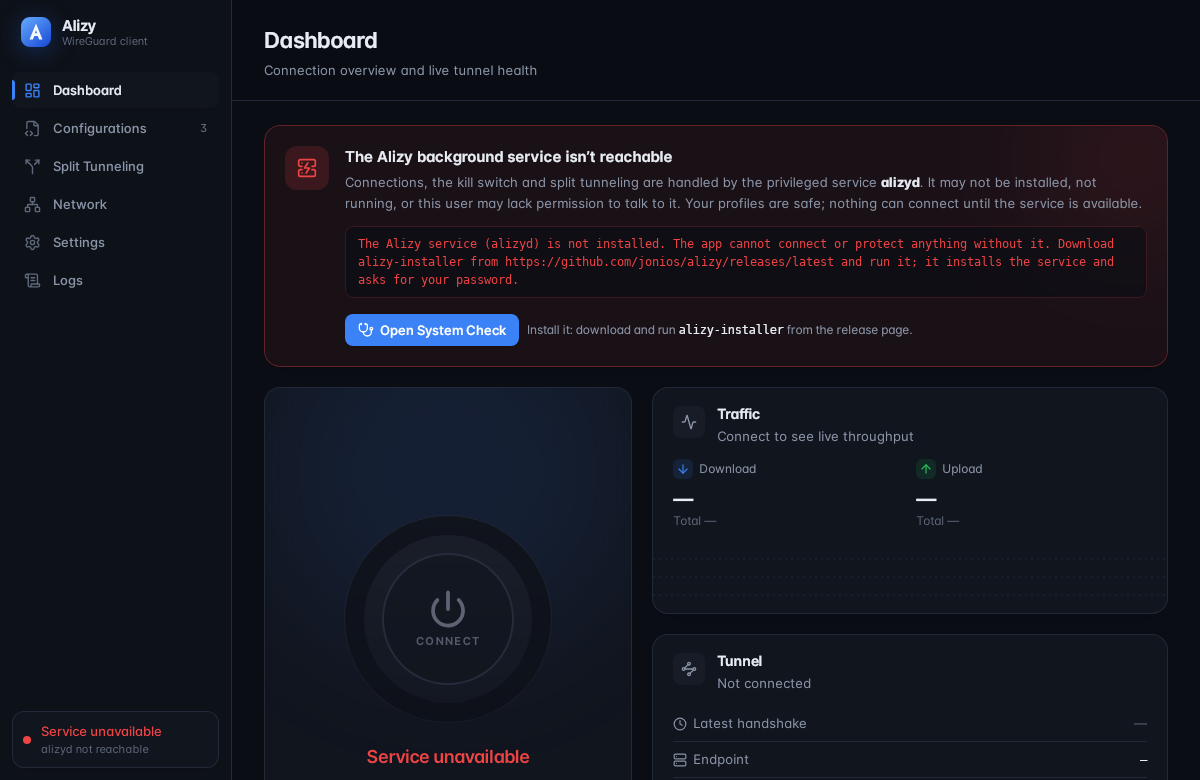 Alizy
WireGuard client
Dashboard
Configurations 3
Split Tunneling
Network
Settings
Logs
Service unavailable
alizyd not reachable
Dashboard
Connection overview and live tunnel health
The Alizy background service isn’t reachable
Connections, the kill switch and split tunneling are handled by the privileged service alizyd. It may not be installed, not
running, or this user may lack permission to talk to it. Your profiles are safe; nothing can connect until the service is available.
The Alizy service (alizyd) is not installed. The app cannot connect or protect anything without it. Download
alizy-installer from https://github.com/jonios/alizy/releases/latest and run it; it installs the service and
asks for your password.
Open System Check
Install it: download and run alizy-installer from the release page.
CONNECT
Service unavailable
Traffic
Connect to see live throughput
Download
—
Total —
Upload
—
Total —
Tunnel
Not connected
Latest handshake —
Endpoint –